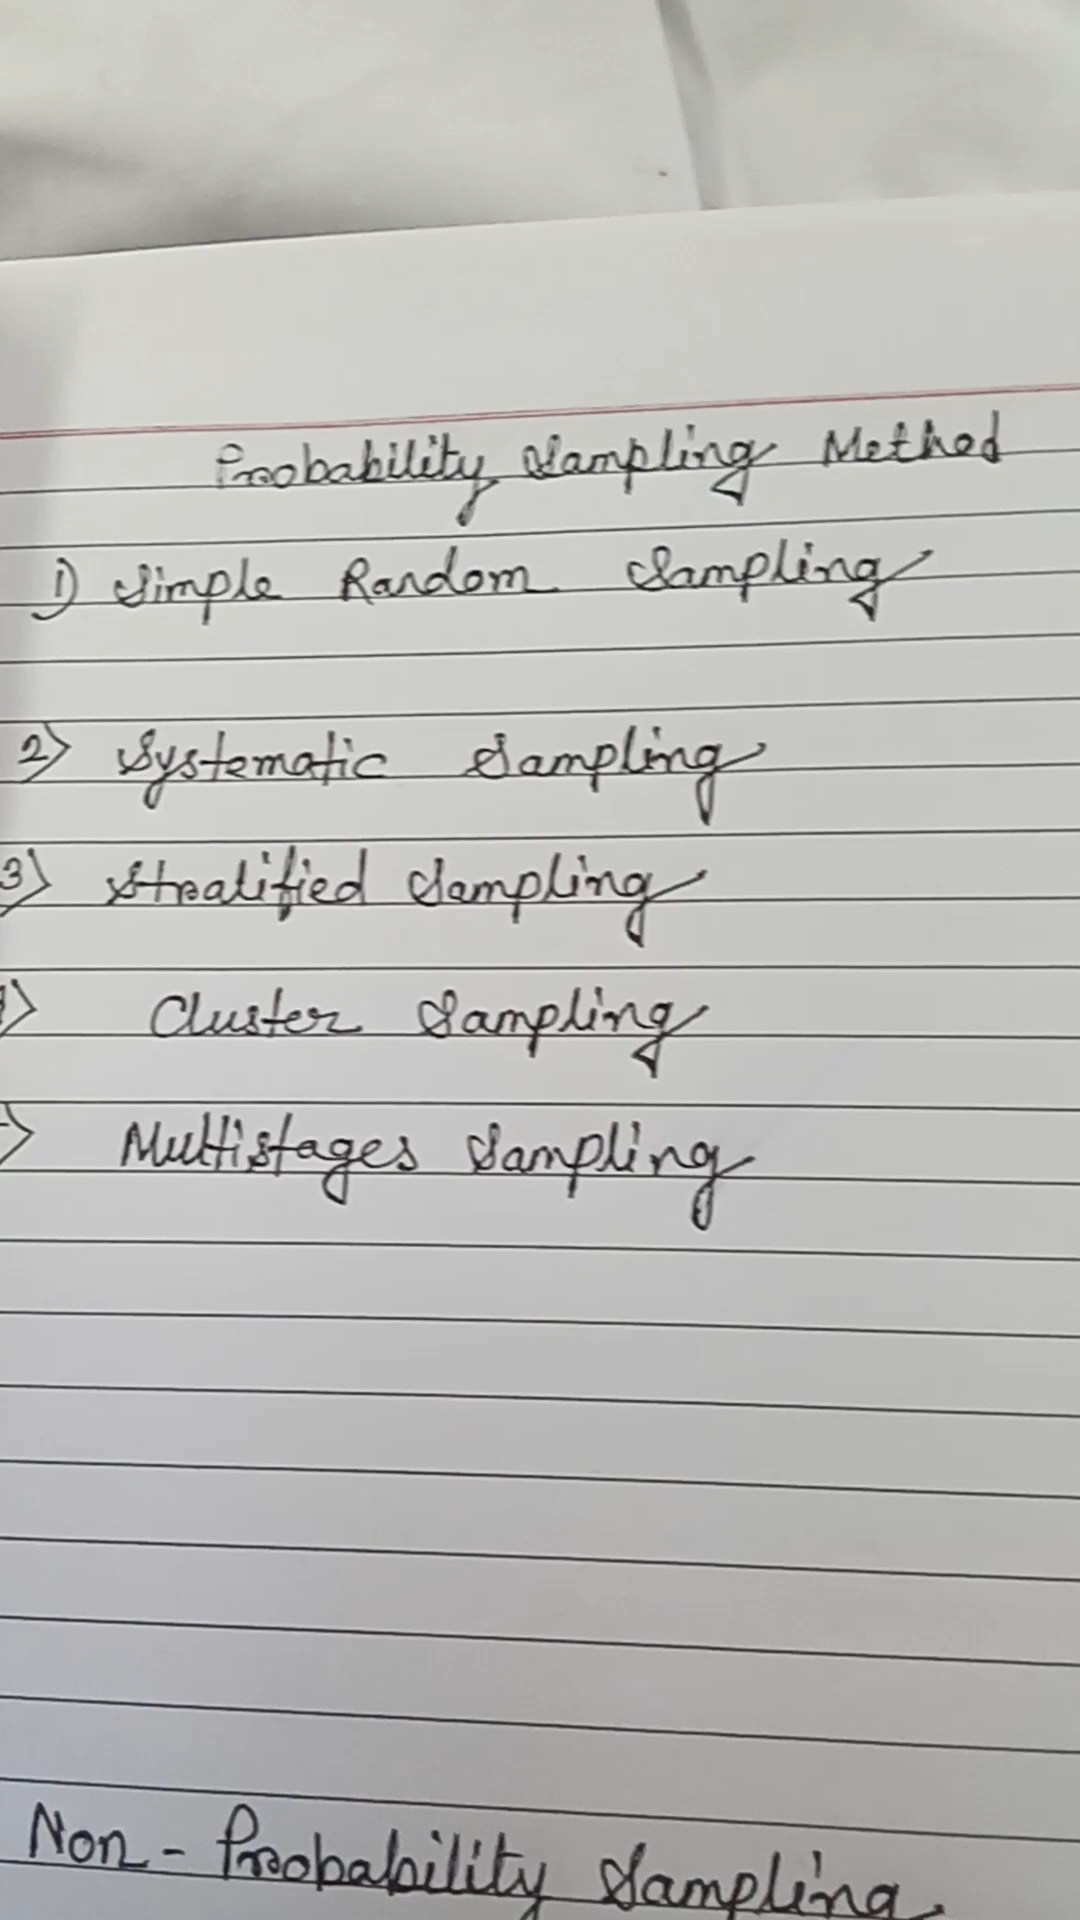 Probability Sampling Method
1) Simple Random Sampling
2) Systematic Sampling
3) Stratified Sampling
) Cluster Sampling
) Multistages Sampling
Non - Probability Sampling